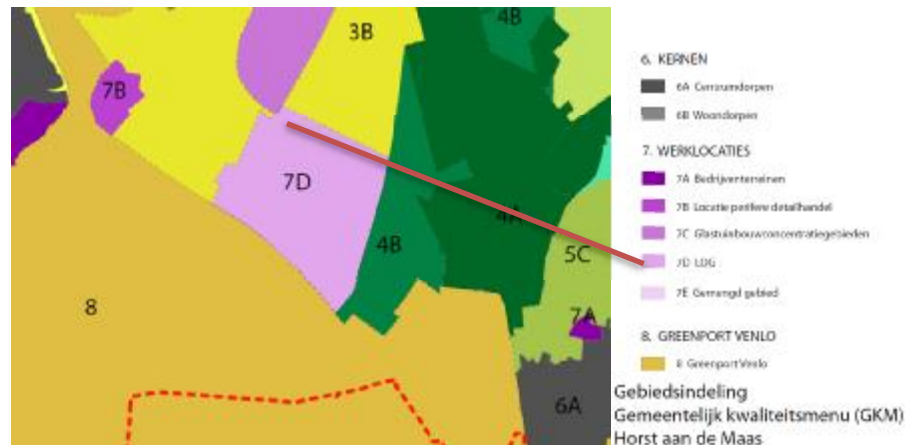 4B
3B
7B
7D
4A
4B
5C
8
7A
6A
6. KERNEN
6A Centrumdorpen
6B Woondorpen
7. WERKLOCATIES
7A Bedrijventerreinen
7B Locatie perifere detailhandel
7C Glastuinbouwconcentratiegebieden
7D LOG
7E Gemengd gebied
8. GREENPORT VENLO
8 Greenport Venlo
Gebiedsindeling
Gemeentelijk kwaliteitsmenu (GKM)
Horst aan de Maas